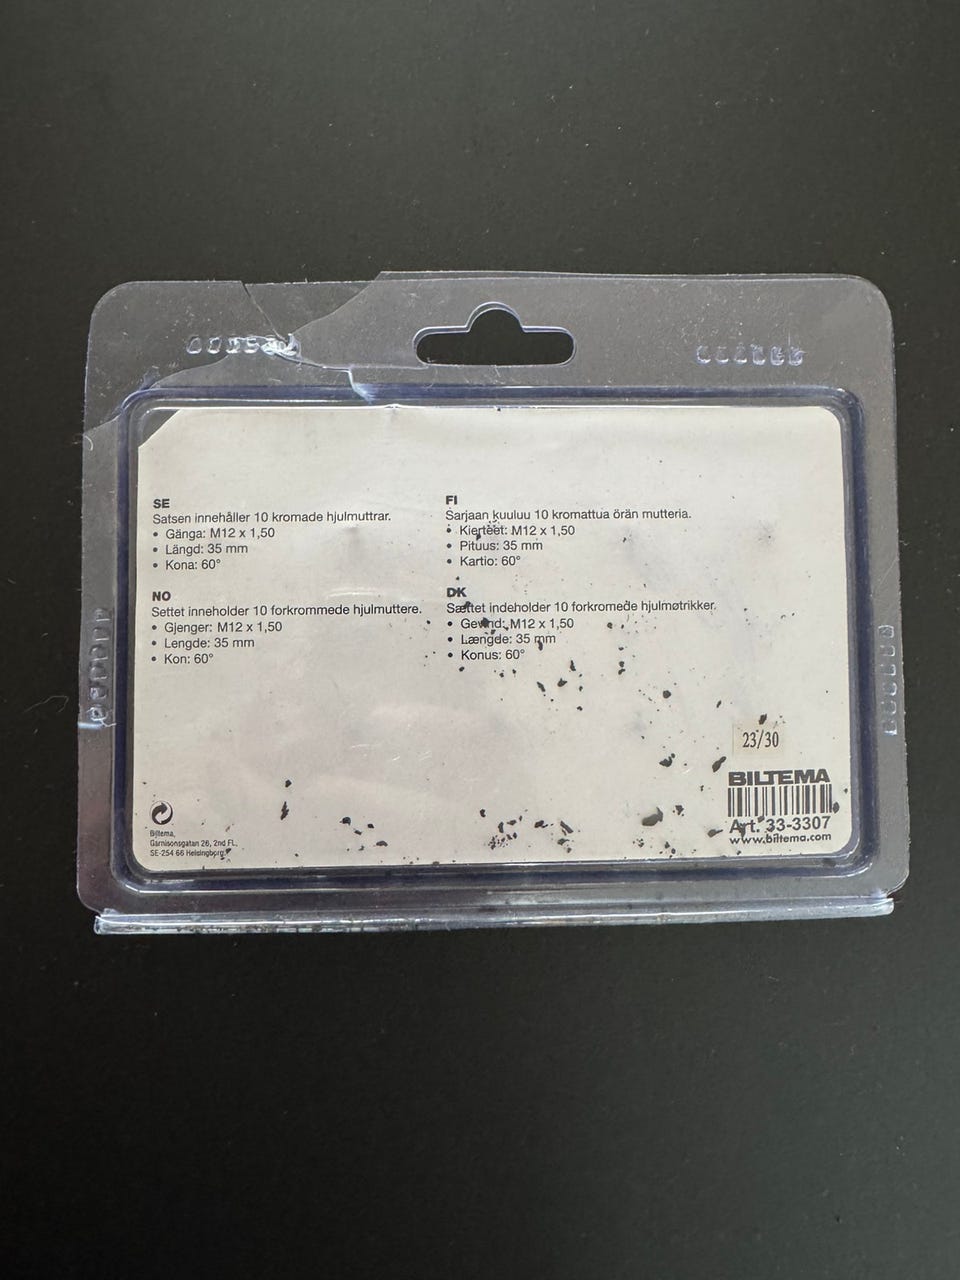 SE
Satsen innehåller 10 kromade hjulmuttrar.
• Gänga: M12 x 1,50
• Längd: 35 mm
• Kona: 60°
FI
Sarjaan kuuluu 10 kromattua örän mutteria.
• Kierteet: M12 x 1,50
• Pituus: 35 mm
• Kartio: 60°
NO
Settet inneholder 10 forkrommede hjulmuttere.
• Gjenger: M12 x 1,50
• Lengde: 35 mm
• Kon: 60°
DK
Sættet indeholder 10 forkromede hjulmøtrikker.
• Gevind: M12 x 1,50
• Længde: 35 mm
• Konus: 60°
23/30
BILTEMA
Art. 33-3307
www.biltema.com
Biltema,
Garnisonsgatan 26, 2nd FL,
SE-254 66 Helsingborg